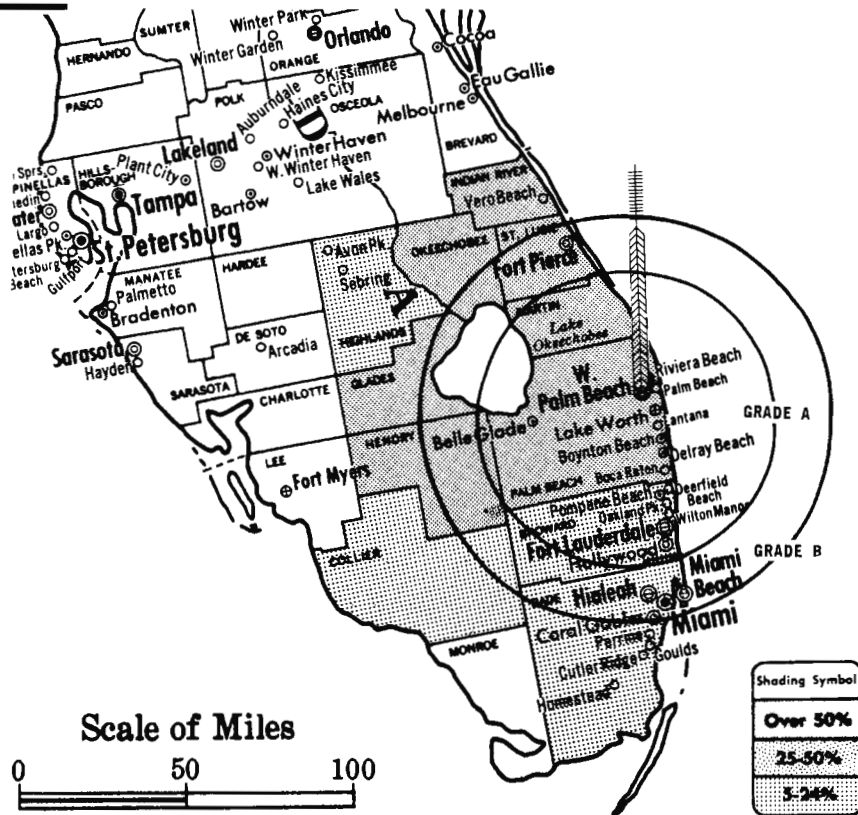 Winter Park
SUMTER
Orlando
Cocoa
HERNANDO
Winter Garden
ORANGE
Kissimmee
Eau Gallie
PASCO
POLK
Auburndale
Haines City
OSCEOLA
Melbourne
Lakeland
Winter Haven
BREVARD
Sprs.
HILLS-
BOROUGH
Plant City
W. Winter Haven
PINELLAS
Lake Wales
INDIAN RIVER
Tampa
Bartow
Vero Beach
Largo
St. Petersburg
OKEECHOBEE
ST. LUCIE
Avon Pk.
Fort Pierce
Gulfport
Beach
MANATEE
HARDEE
Sebring
Palmetto
Bradenton
MARTIN
DE SOTO
HIGHLANDS
Lake
Okeechobee
Sarasota
Arcadia
Hayden
SARASOTA
CHARLOTTE
GLADES
W.
Palm Beach
Riviera Beach
Palm Beach
GRADE A
Belle Glade
Lake Worth
Lantana
HENDRY
Boynton Beach
LEE
Delray Beach
Fort Myers
PALM BEACH
Boca Raton
Pompano Beach
Deerfield
Beach
Oakland Pk.
Wilton Manor
BROWARD
Fort Lauderdale
Hollywood
GRADE B
COLLIER
Miami
Beach
DADE
Hialeah
Coral Gables
Miami
MONROE
Perrine
Cutler Ridge
Goulds
Homestead
Shading Symbol
Over 50%
25-50%
5-24%
Scale of Miles
0 50 100